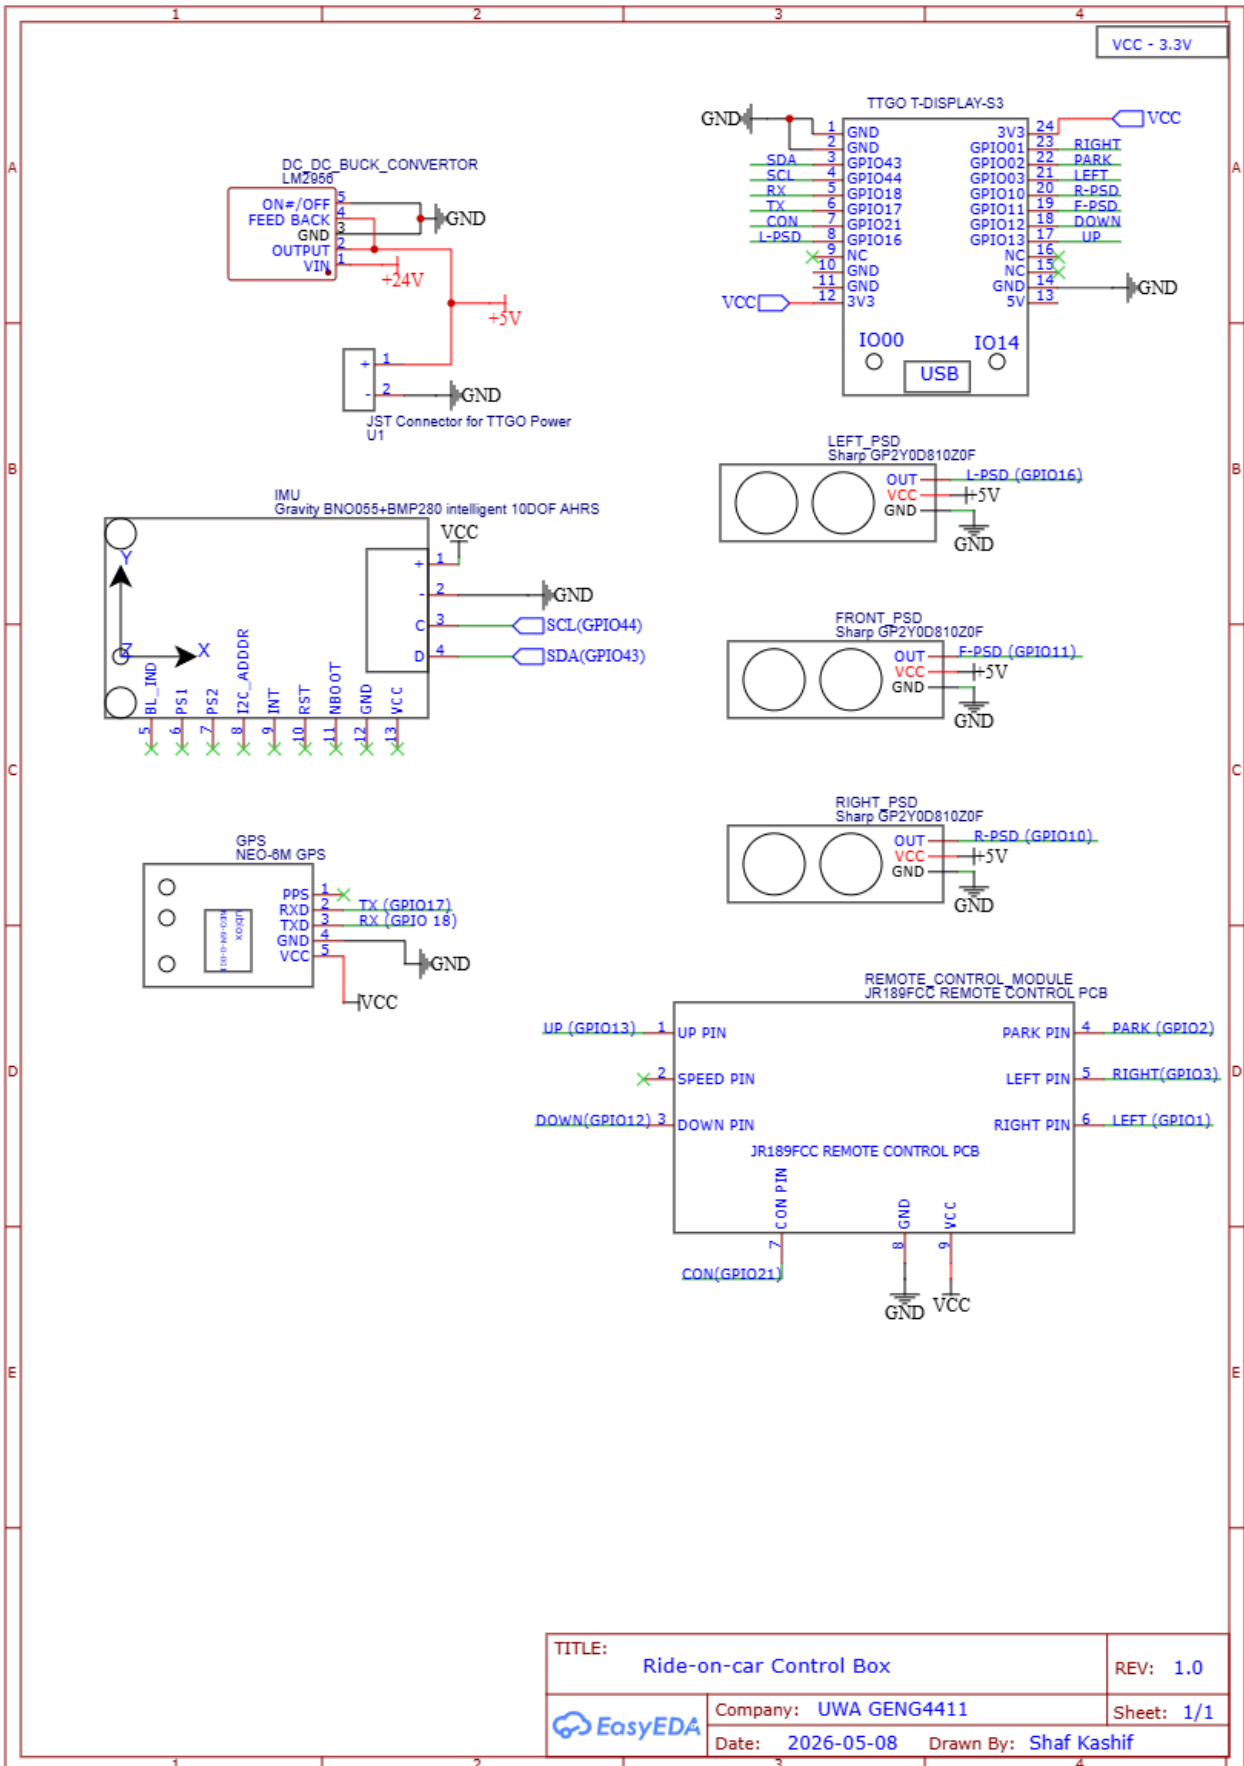 1 2 3 4
A
B
C
D
E
A
B
C
D
E
1 2 3 4
VCC - 3.3V
DC_DC_BUCK_CONVERTOR
LM2956
ON#/OFF 5
FEED BACK 4
GND 3
OUTPUT 2
VIN 1
GND
+24V
+5V
+ 1
- 2
GND
JST Connector for TTGO Power
U1
TTGO T-DISPLAY-S3
GND
VCC
1 GND
2 GND
SDA 3 GPIO43
SCL 4 GPIO44
RX 5 GPIO18
TX 6 GPIO17
CON 7 GPIO21
L-PSD 8 GPIO16
9 NC
10 GND
11 GND
VCC 12 3V3
3V3 24
GPIO01 23 RIGHT
GPIO02 22 PARK
GPIO03 21 LEFT
GPIO10 20 R-PSD
GPIO11 19 F-PSD
GPIO12 18 DOWN
GPIO13 17 UP
NC 16
NC 15
GND 14 GND
5V 13
IO00 IO14
USB
LEFT_PSD
Sharp GP2Y0D810Z0F
OUT L-PSD (GPIO16)
VCC +5V
GND
GND
IMU
Gravity BNO055+BMP280 intelligent 10DOF AHRS
VCC
+ 1
- 2 GND
C 3 SCL(GPIO44)
D 4 SDA(GPIO43)
Y
Z X
BL_IND 5
PS1 6
PS2 7
I2C_ADDDR 8
INT 9
RST 10
NBOOT 11
GND 12
VCC 13
FRONT_PSD
Sharp GP2Y0D810Z0F
OUT F-PSD (GPIO11)
VCC +5V
GND
GND
RIGHT_PSD
Sharp GP2Y0D810Z0F
OUT R-PSD (GPIO10)
VCC +5V
GND
GND
GPS
NEO-6M GPS
PPS 1
RXD 2 TX (GPIO17)
TXD 3 RX (GPIO 18)
GND 4
VCC 5
GND
VCC
REMOTE_CONTROL_MODULE
JR189FCC REMOTE CONTROL PCB
UP (GPIO13) 1 UP PIN
2 SPEED PIN
DOWN(GPIO12) 3 DOWN PIN
PARK PIN 4 PARK (GPIO2)
LEFT PIN 5 RIGHT(GPIO3)
RIGHT PIN 6 LEFT (GPIO1)
JR189FCC REMOTE CONTROL PCB
CON PIN 7
GND 8
VCC 9
CON(GPIO21)
GND
VCC
TITLE:
Ride-on-car Control Box
REV: 1.0
EasyEDA
Company: UWA GENG4411
Sheet: 1/1
Date: 2026-05-08 Drawn By: Shaf Kashif